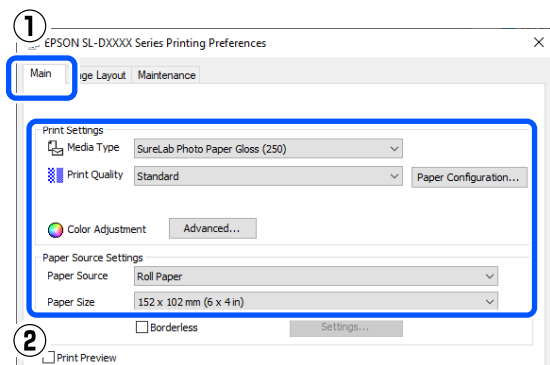 ①
EPSON SL-DXXXX Series Printing Preferences
Main Page Layout Maintenance
Print Settings
Media Type SureLab Photo Paper Gloss (250)
Print Quality Standard Paper Configuration...
Color Adjustment Advanced...
Paper Source Settings
Paper Source Roll Paper
Paper Size 152 x 102 mm (6 x 4 in)
Borderless Settings...
②
Print Preview